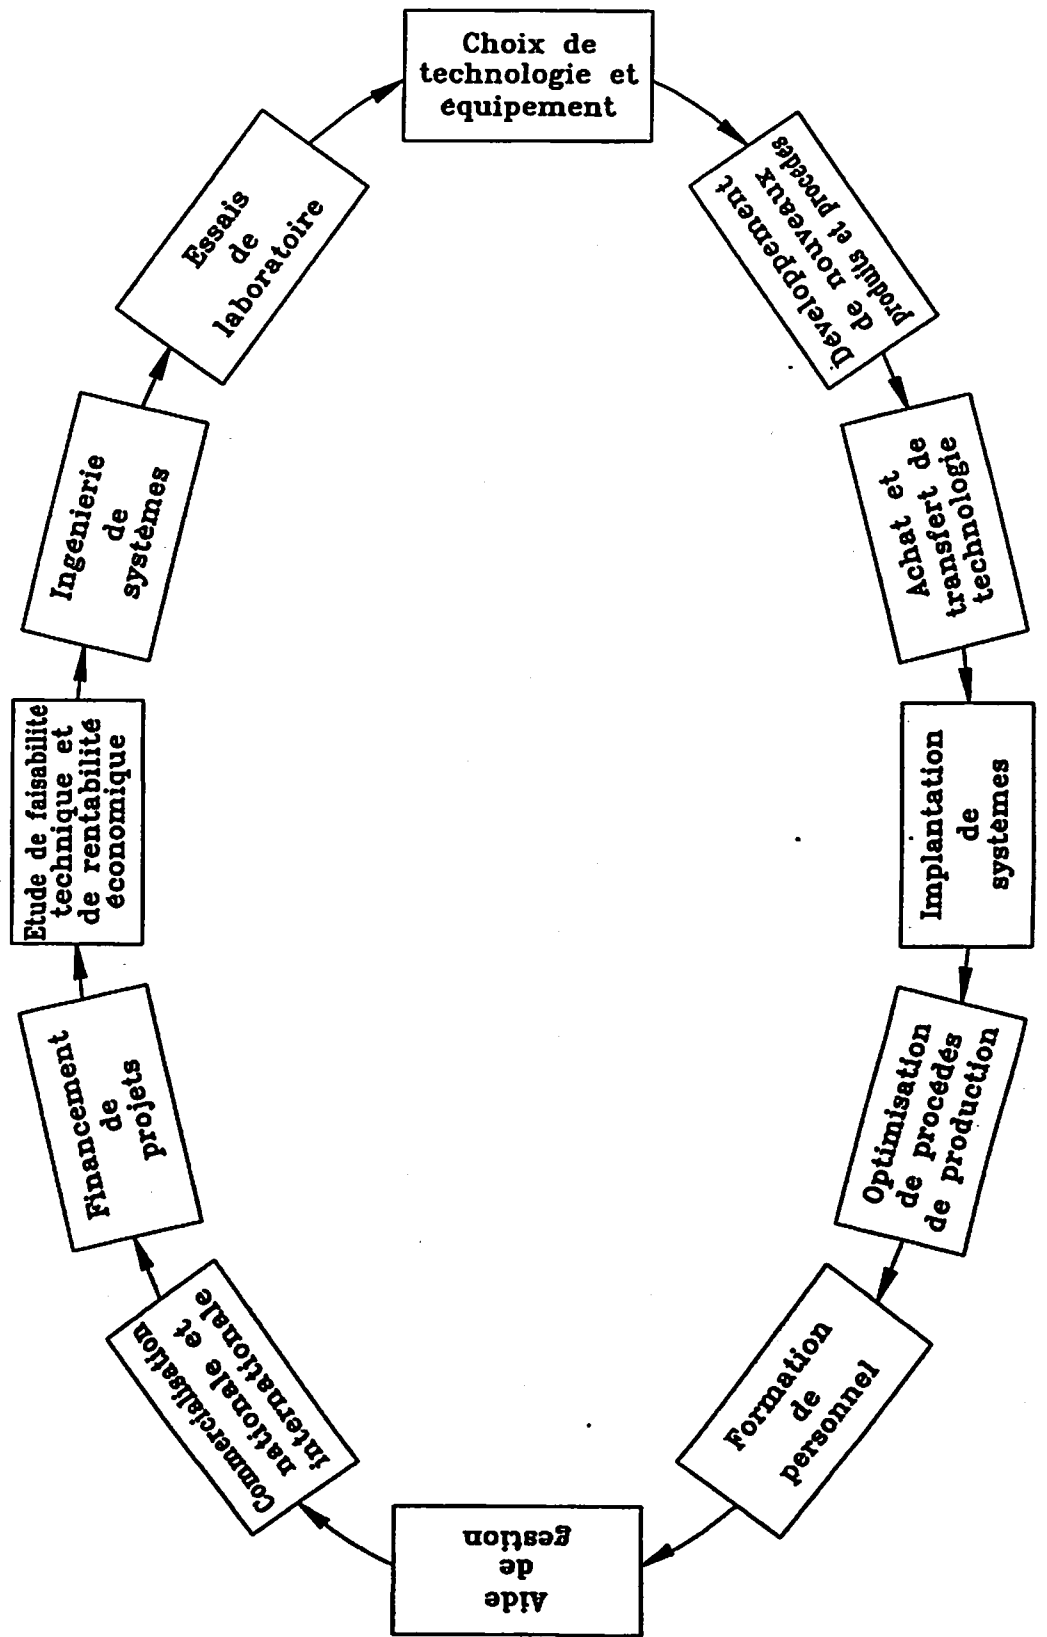 Choix de
technologie et
équipement
Développement
de nouveaux
produits et procédés
Achat et
transfert de
technologie
Implantation
de
systèmes
Optimisation
de procédés
de production
Formation
de
personnel
Aide
de
gestion
Commercialisation
nationale et
internationale
Financement
de
projets
Etude de faisabilité
technique et
de rentabilité
économique
Ingénierie
de
systèmes
Essais
de
laboratoire